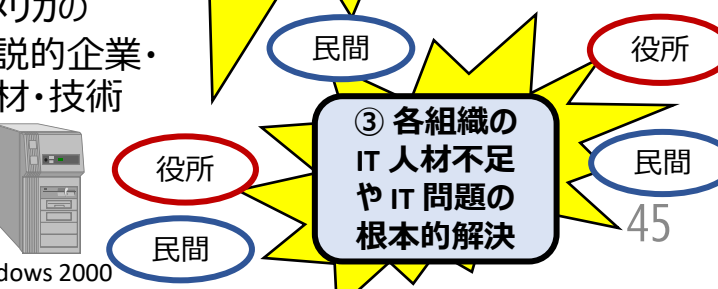 メリカの
説的企業・
材・技術
民間
役所
③ 各組織の
IT 人材不足
や IT 問題の
根本的解決
役所
民間
民間
45
dows 2000